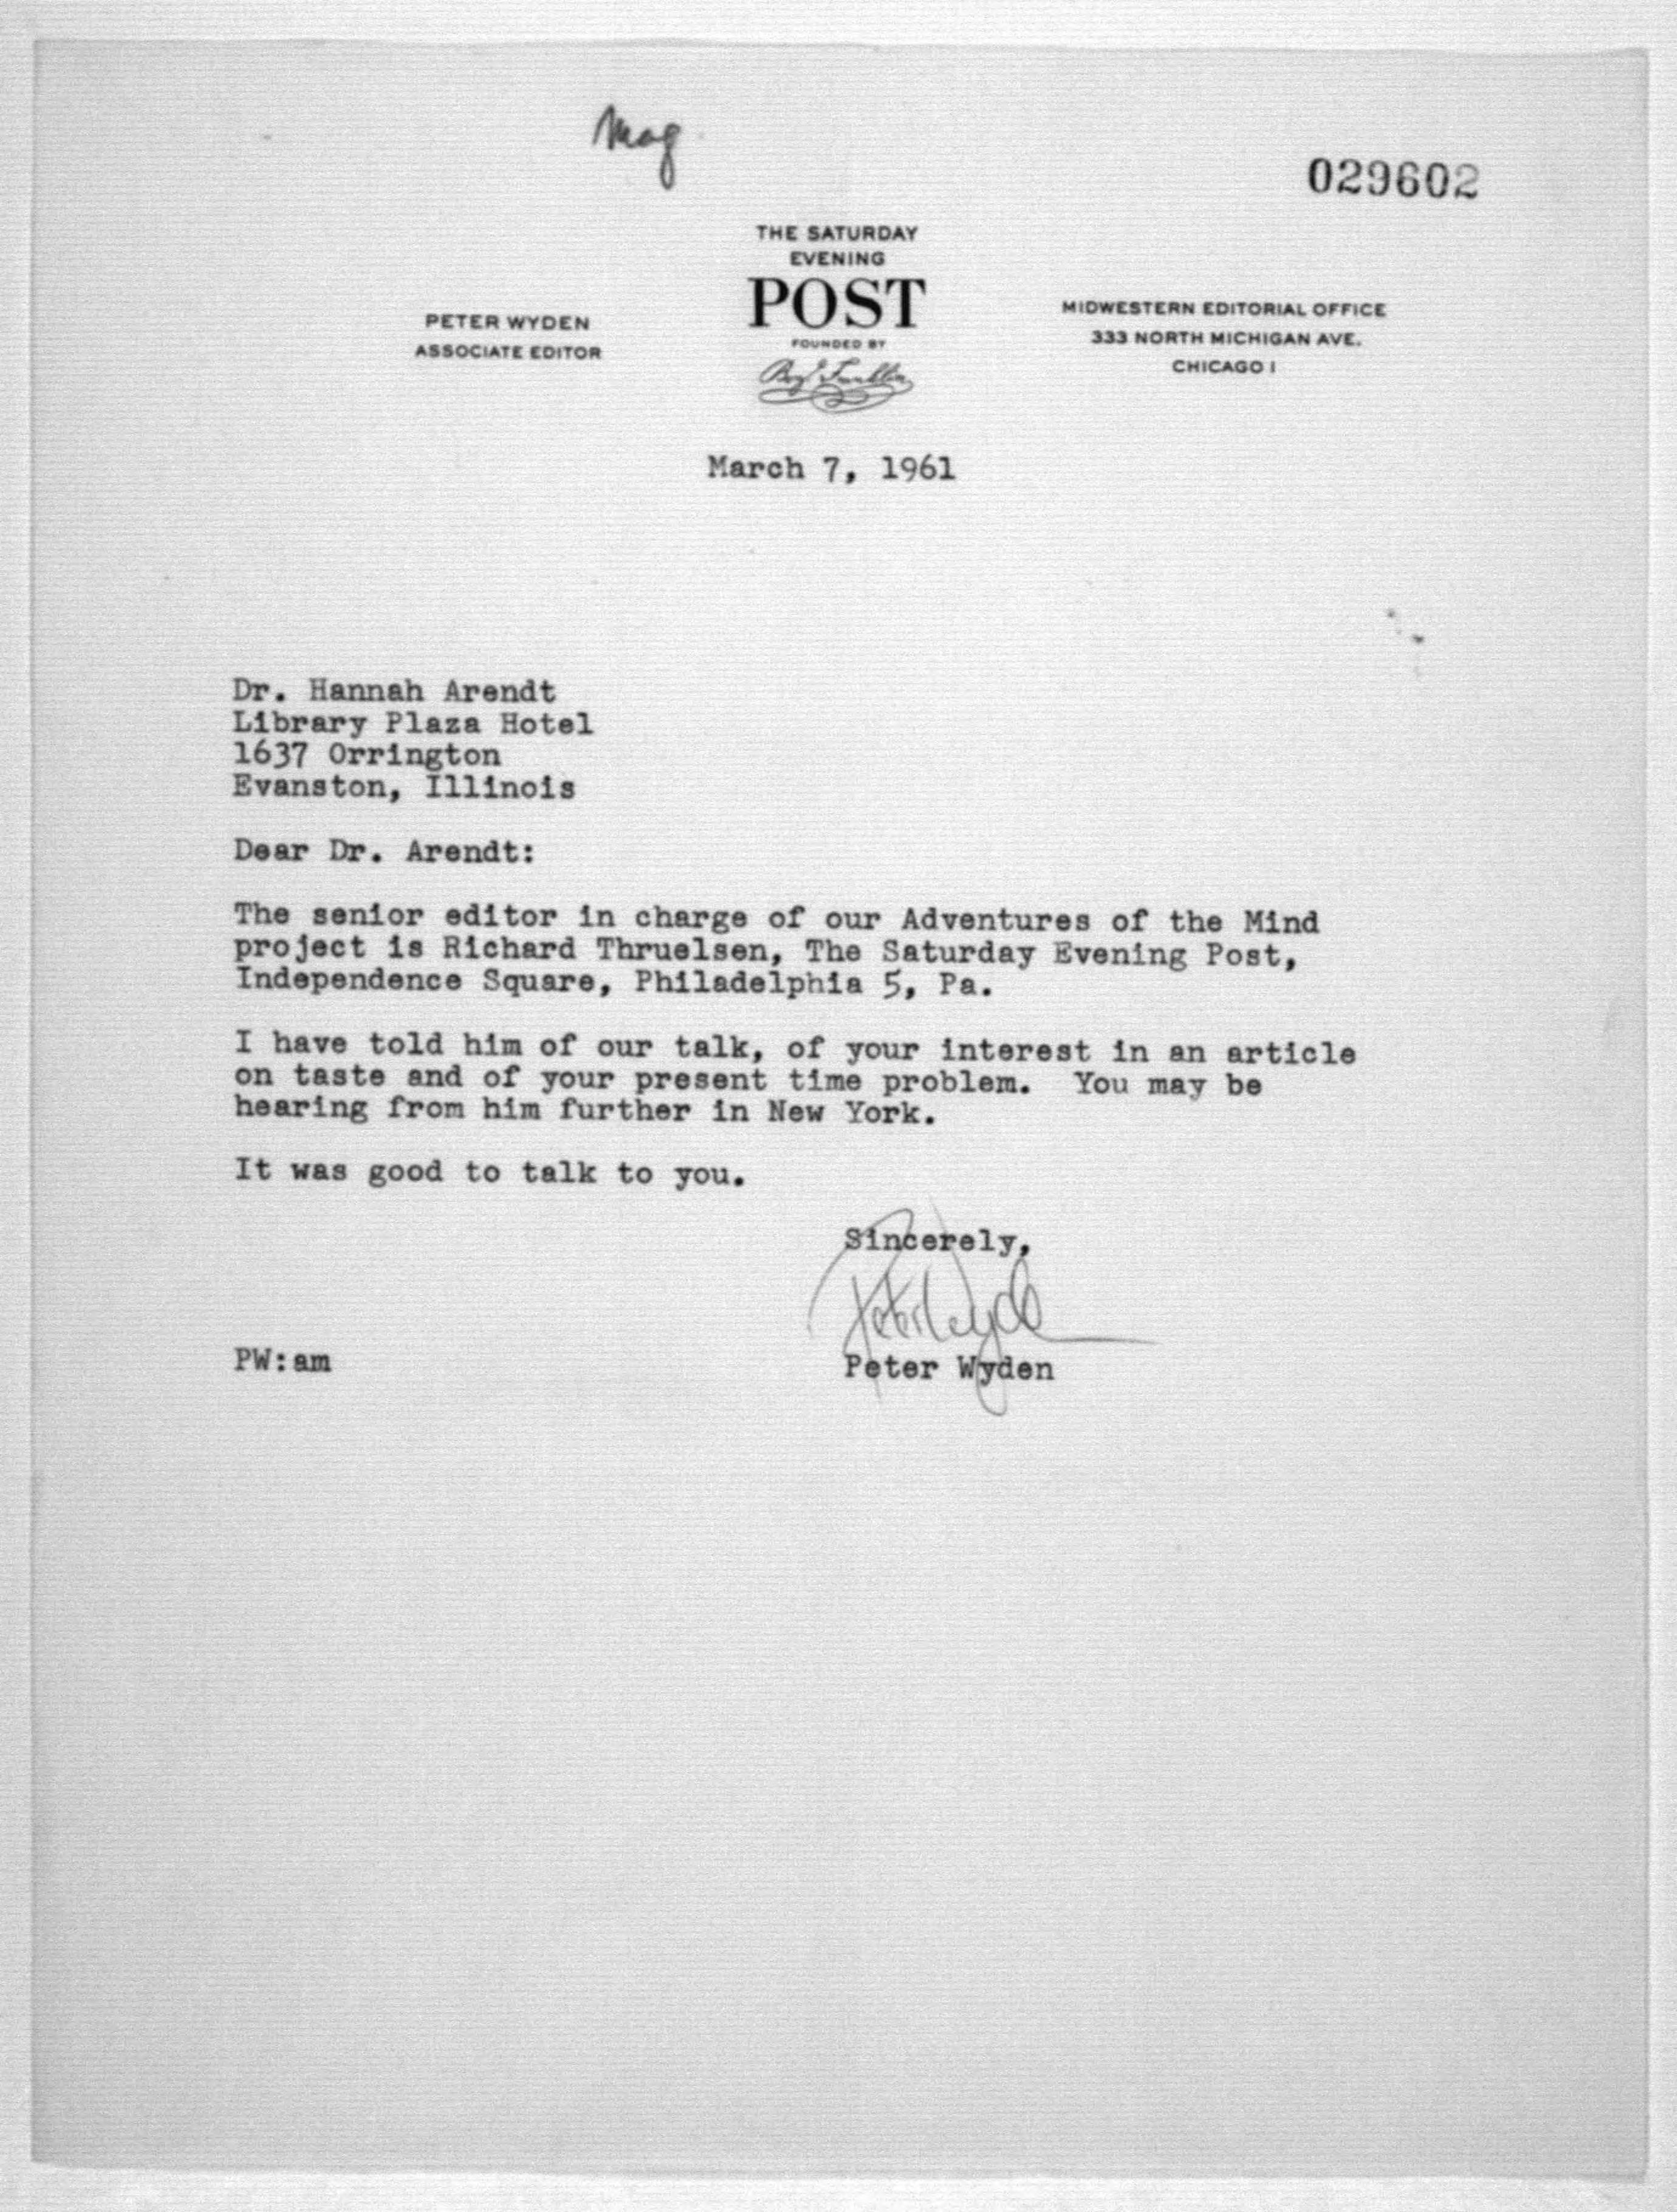 Mag
029602
THE SATURDAY
EVENING
POST
FOUNDED BY
Benj Franklin
PETER WYDEN
ASSOCIATE EDITOR
MIDWESTERN EDITORIAL OFFICE
333 NORTH MICHIGAN AVE.
CHICAGO 1
March 7, 1961
Dr. Hannah Arendt
Library Plaza Hotel
1637 Orrington
Evanston, Illinois
Dear Dr. Arendt:
The senior editor in charge of our Adventures of the Mind
project is Richard Thruelsen, The Saturday Evening Post,
Independence Square, Philadelphia 5, Pa.
I have told him of our talk, of your interest in an article
on taste and of your present time problem.  You may be
hearing from him further in New York.
It was good to talk to you.
Sincerely,
Peter Wyden
Peter Wyden
PW:am